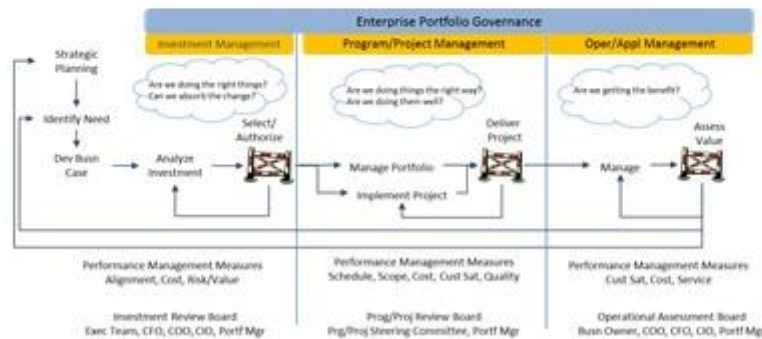 Enterprise Portfolio Governance
Investment Management
Program/Project Management
Oper/Appl Management
Strategic
Planning
Are we doing the right things?
Can we absorb the change?
Are we doing things the right way?
Are we doing them well?
Are we getting the benefit?
Identify Need
Select/
Authorize
Deliver
Project
Assess
Value
Dev Busn
Case
Analyze
Investment
Manage Portfolio
Implement Project
Manage
Performance Management Measures
Alignment, Cost, Risk/Value
Performance Management Measures
Schedule, Scope, Cost, Cust Sat, Quality
Performance Management Measures
Cust Sat, Cost, Service
Investment Review Board
Exec Team, CFO, COO, CIO, Portf Mgr
Prog/Proj Review Board
Prg/Proj Steering Committee, Portf Mgr
Operational Assessment Board
Busn Owner, COO, CFO, CIO, Portf Mgr